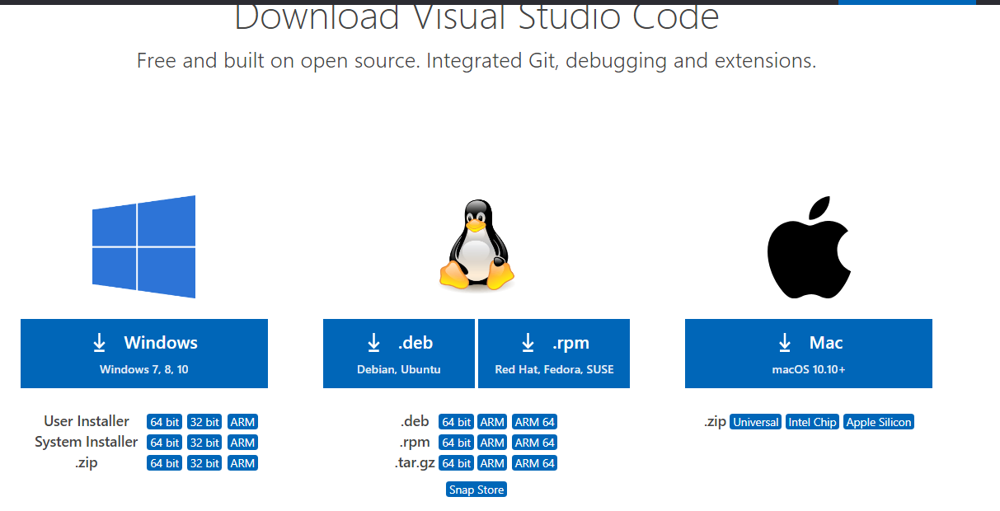 Download Visual Studio Code
Free and built on open source. Integrated Git, debugging and extensions.
Windows
Windows 7, 8, 10
User Installer 64 bit 32 bit ARM
System Installer 64 bit 32 bit ARM
.zip 64 bit 32 bit ARM
.deb
Debian, Ubuntu
.rpm
Red Hat, Fedora, SUSE
.deb 64 bit ARM ARM 64
.rpm 64 bit ARM ARM 64
.tar.gz 64 bit ARM ARM 64
Snap Store
Mac
macOS 10.10+
.zip Universal Intel Chip Apple Silicon